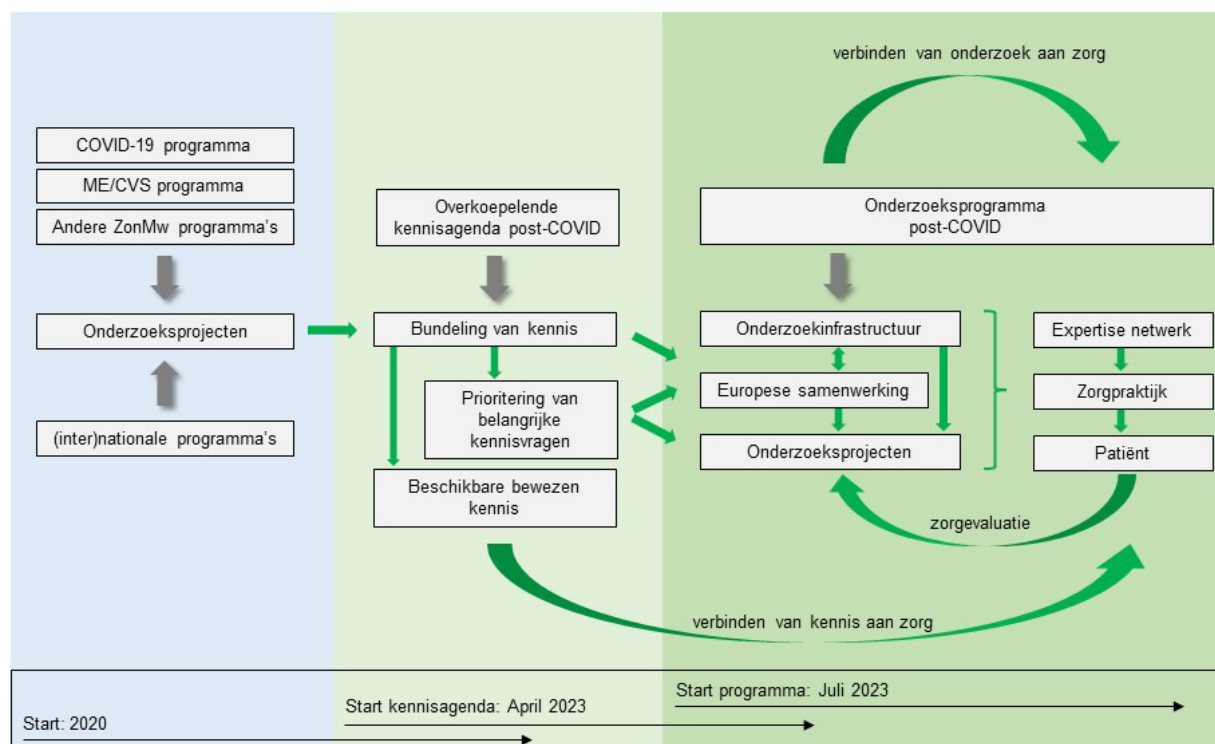 verbinden van onderzoek aan zorg
COVID-19 programma
ME/CVS programma
Andere ZonMw programma's
Onderzoeksprojecten
(inter)nationale programma's
Overkoepelende
kennisagenda post-COVID
Bundeling van kennis
Prioritering van
belangrijke
kennisvragen
Beschikbare bewezen
kennis
Onderzoeksprogramma
post-COVID
Onderzoekinfrastructuur
Europese samenwerking
Onderzoeksprojecten
Expertise netwerk
Zorgpraktijk
Patiënt
zorgevaluatie
verbinden van kennis aan zorg
Start: 2020
Start kennisagenda: April 2023
Start programma: Juli 2023